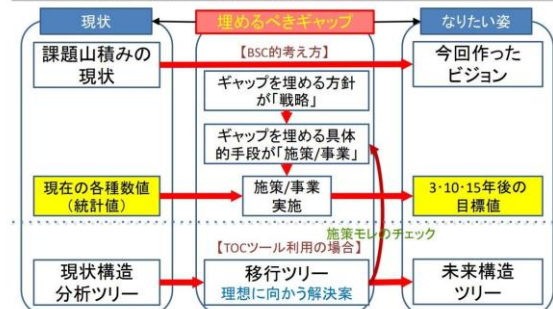 現状
埋めるべきギャップ
なりたい姿
課題山積みの
現状
【BSC的考え方】
今回作った
ビジョン
ギャップを埋める方針
が「戦略」
ギャップを埋める具体
的手段が「施策/事業」
現在の各種数値
(統計値)
施策/事業
実施
3・10・15年後の
目標値
施策モレのチェック
【TOCツール利用の場合】
現状構造
分析ツリー
移行ツリー
理想に向かう解決案
未来構造
ツリー